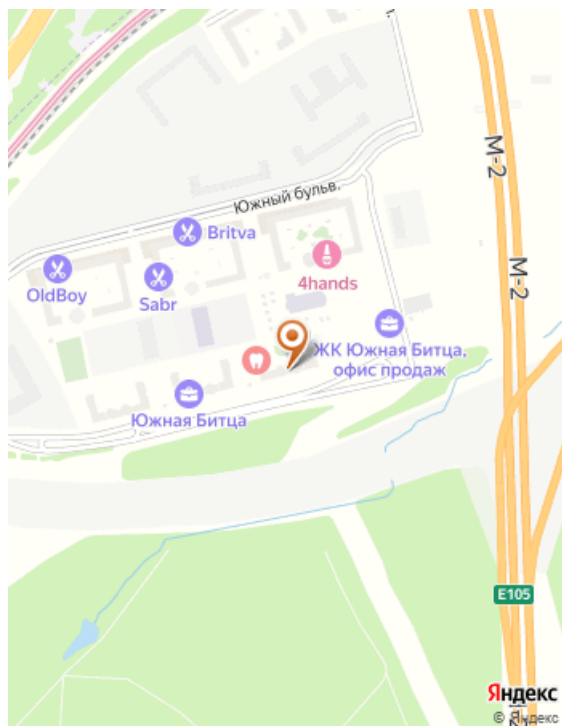 М-2
Южный бульв.
Britva
OldBoy
Sabr
4hands
М-2
ЖК Южная Битца,
офис продаж
Южная Битца
E105
Яндекс
© Яндекс